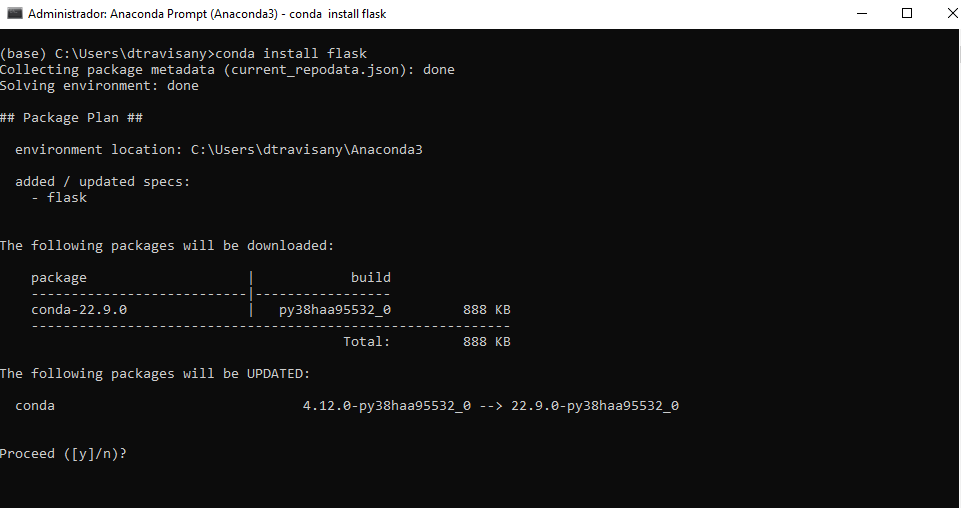 Administrador: Anaconda Prompt (Anaconda3) - conda  install flask
(base) C:\Users\dtravisany>conda install flask
Collecting package metadata (current_repodata.json): done
Solving environment: done
## Package Plan ##
  environment location: C:\Users\dtravisany\Anaconda3
  added / updated specs:
    - flask
The following packages will be downloaded:
    package                    |            build
    ---------------------------|-----------------
    conda-22.9.0               |   py38haa95532_0         888 KB
    ------------------------------------------------------------
                                           Total:         888 KB
The following packages will be UPDATED:
  conda                               4.12.0-py38haa95532_0 --> 22.9.0-py38haa95532_0
Proceed ([y]/n)?